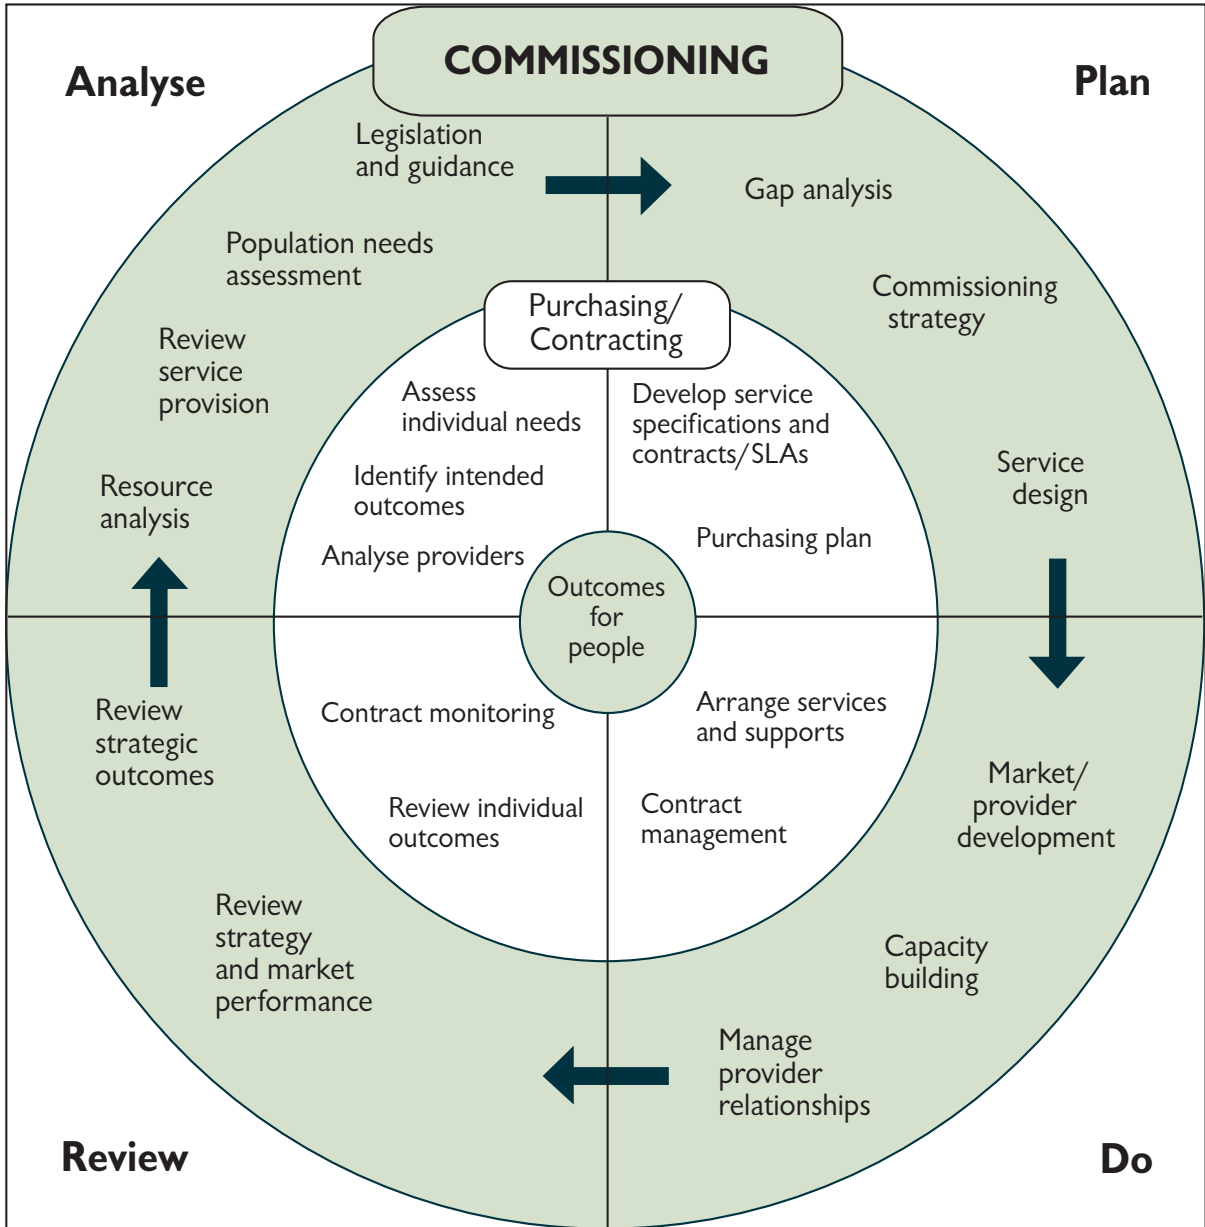 COMMISSIONING
Analyse
Plan
Legislation
and guidance
Gap analysis
Population needs
assessment
Commissioning
strategy
Review
service
provision
Service
design
Resource
analysis
Purchasing/
Contracting
Assess
individual needs
Develop service
specifications and
contracts/SLAs
Identify intended
outcomes
Purchasing plan
Analyse providers
Outcomes
for
people
Contract monitoring
Arrange services
and supports
Review individual
outcomes
Contract
management
Review
strategic
outcomes
Market/
provider
development
Review
strategy
and market
performance
Capacity
building
Manage
provider
relationships
Review
Do